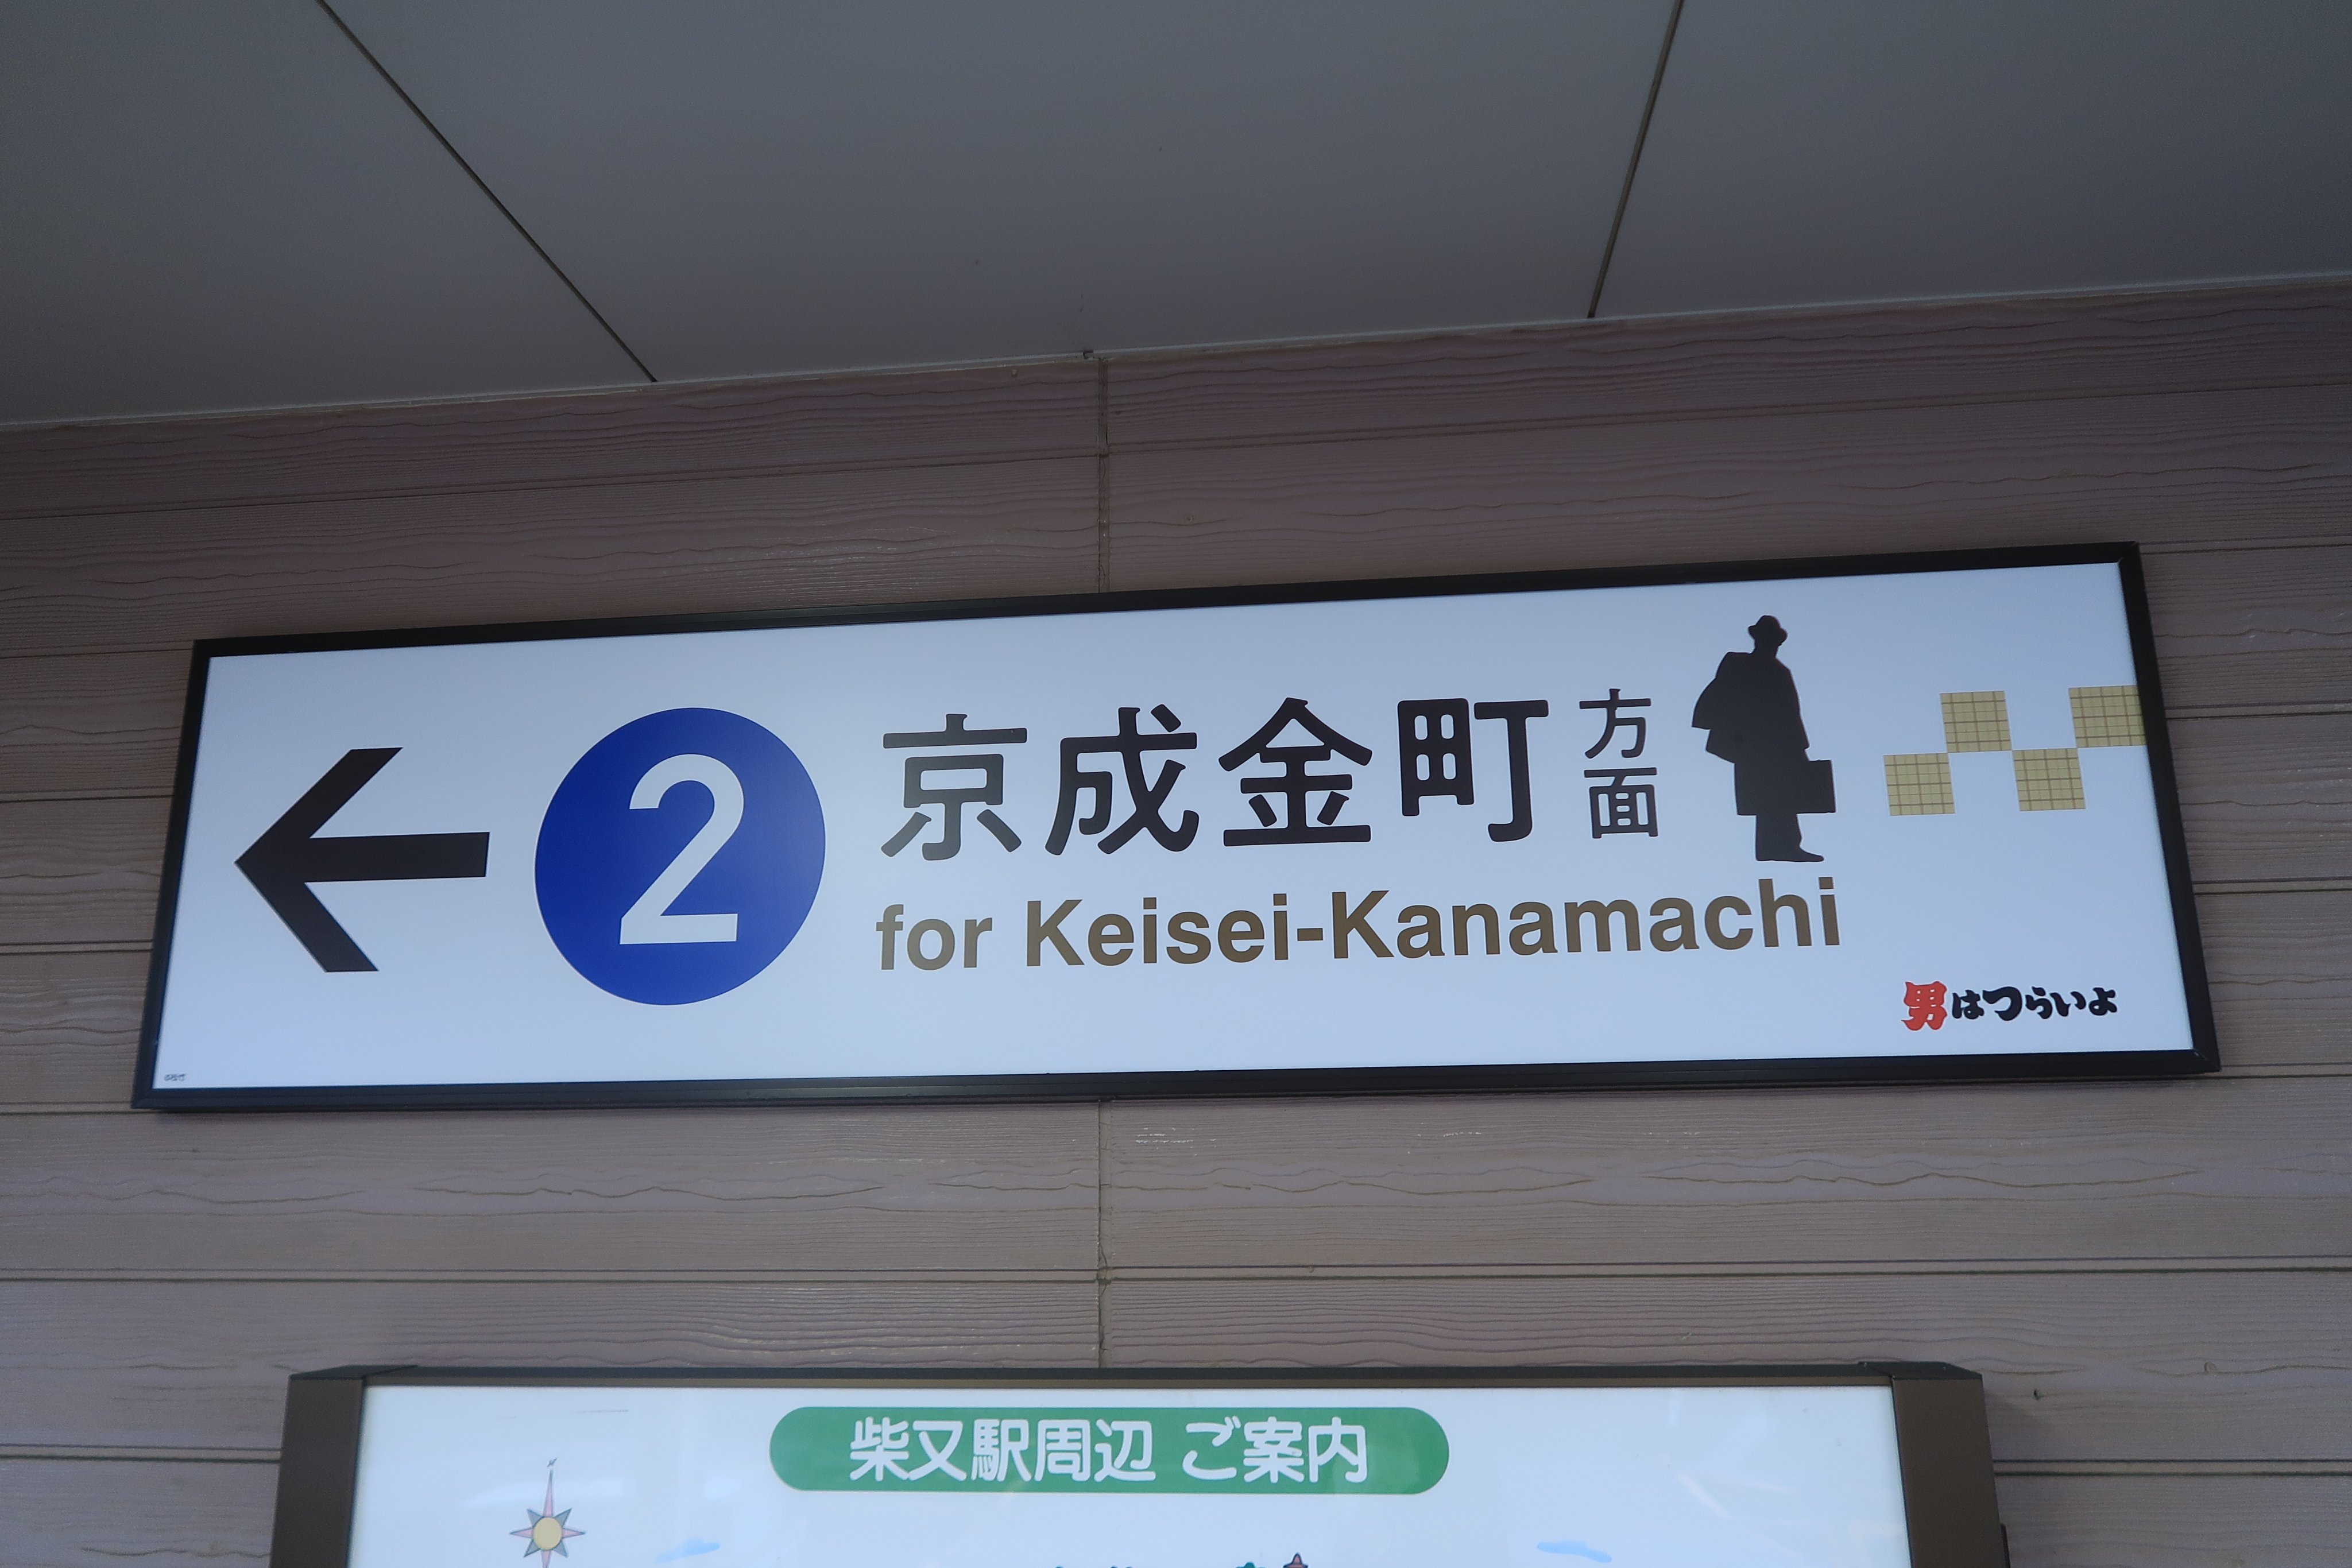 2 京成金町 方面
for Keisei-Kanamachi
男はつらいよ
柴又駅周辺 ご案内